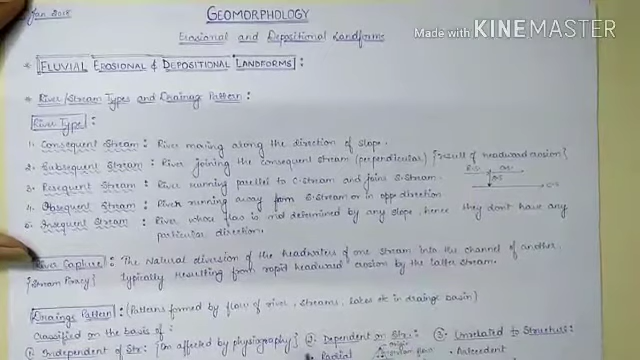 Jan 2018
GEOMORPHOLOGY
Made with KINEMASTER
Erosional and Depositional Landforms
* FLUVIAL EROSIONAL & DEPOSITIONAL LANDFORMS :
* River/Stream Types and Drainage Pattern :
River Type :
1. Consequent Stream : River moving along the direction of slope.
2. Subsequent Stream : River joining the consequent stream (perpendicular) [result of headward erosion]
3. Resequent Stream : River running parallel to C-stream and joins S-stream.
4. Obsequent Stream : River running away form S-stream or in opp direction
5. Insequent Stream : River whose flow is not determined by any slope, hence they don't have any
particular direction.
River Capture : The natural diversion of the headwaters of one stream into the channel of another,
[Stream Piracy] typically resulting from rapid headward erosion by the latter stream.
Drainage Pattern : (Patterns formed by flow of river, streams, lakes etc in drainage basin)
classified on the basis of :
① Independent of Str: [On affected by physiography] ② Dependent on Str: ③ Unrelated to Structure:
Radial
Antecedent